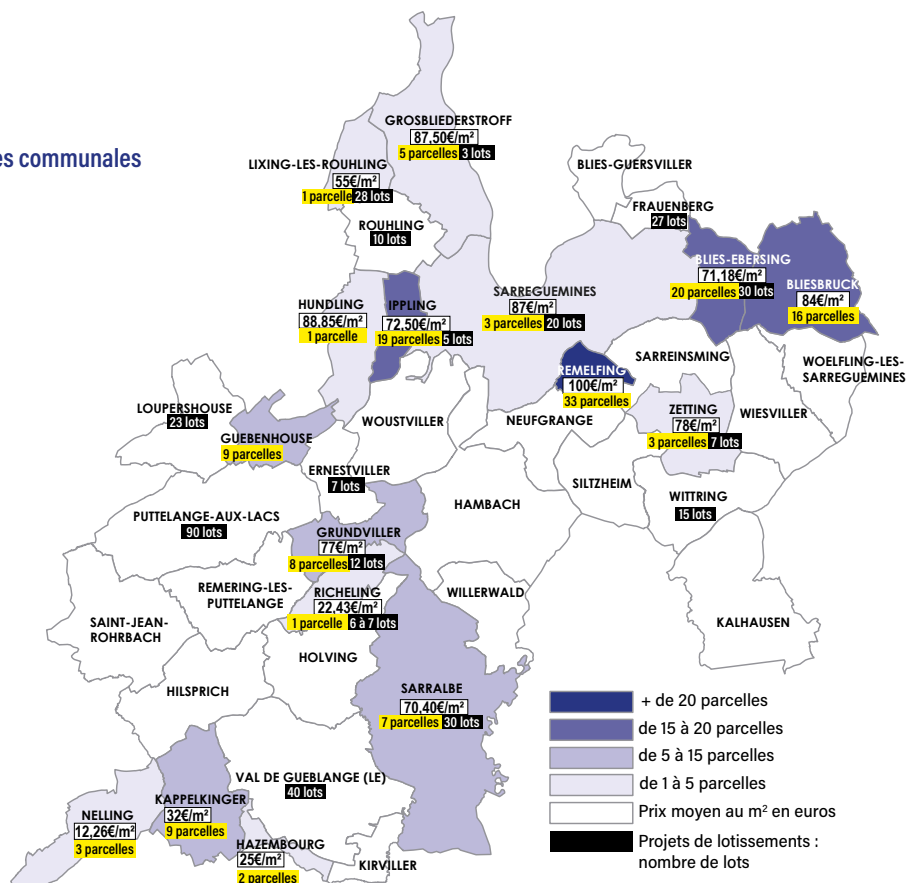 es communales
GROSBLIEDERSTROFF
87,50€/m²
5 parcelles 3 lots
LIXING-LES-ROUHLING
55€/m²
1 parcelle 28 lots
BLIES-GUERSVILLER
FRAUENBERG
27 lots
ROUHLING
10 lots
BLIES-EBERSING
71,18€/m²
20 parcelles 30 lots
BLIESBRUCK
84€/m²
16 parcelles
HUNDLING
88,85€/m²
1 parcelle
IPPLING
72,50€/m²
19 parcelles 5 lots
SARREGUEMINES
87€/m²
3 parcelles 20 lots
SARREINSMING
WOELFLING-LES-
SARREGUEMINES
REMELFING
100€/m²
33 parcelles
LOUPERSHOUSE
23 lots
GUEBENHOUSE
9 parcelles
WOUSTVILLER
NEUFGRANGE
ZETTING
78€/m²
3 parcelles 7 lots
WIESVILLER
ERNESTVILLER
7 lots
HAMBACH
SILTZHEIM
WITTRING
15 lots
PUTTELANGE-AUX-LACS
90 lots
GRUNDVILLER
77€/m²
8 parcelles 12 lots
REMERING-LES-
PUTTELANGE
RICHELING
22,43€/m²
1 parcelle 6 à 7 lots
WILLERWALD
SAINT-JEAN-
ROHRBACH
KALHAUSEN
HOLVING
HILSPRICH
SARRALBE
70,40€/m²
7 parcelles 30 lots
VAL DE GUEBLANGE (LE)
40 lots
NELLING
12,26€/m²
3 parcelles
KAPPELKINGER
32€/m²
9 parcelles
HAZEMBOURG
25€/m²
2 parcelles
KIRVILLER
+ de 20 parcelles
de 15 à 20 parcelles
de 5 à 15 parcelles
de 1 à 5 parcelles
Prix moyen au m² en euros
Projets de lotissements :
nombre de lots